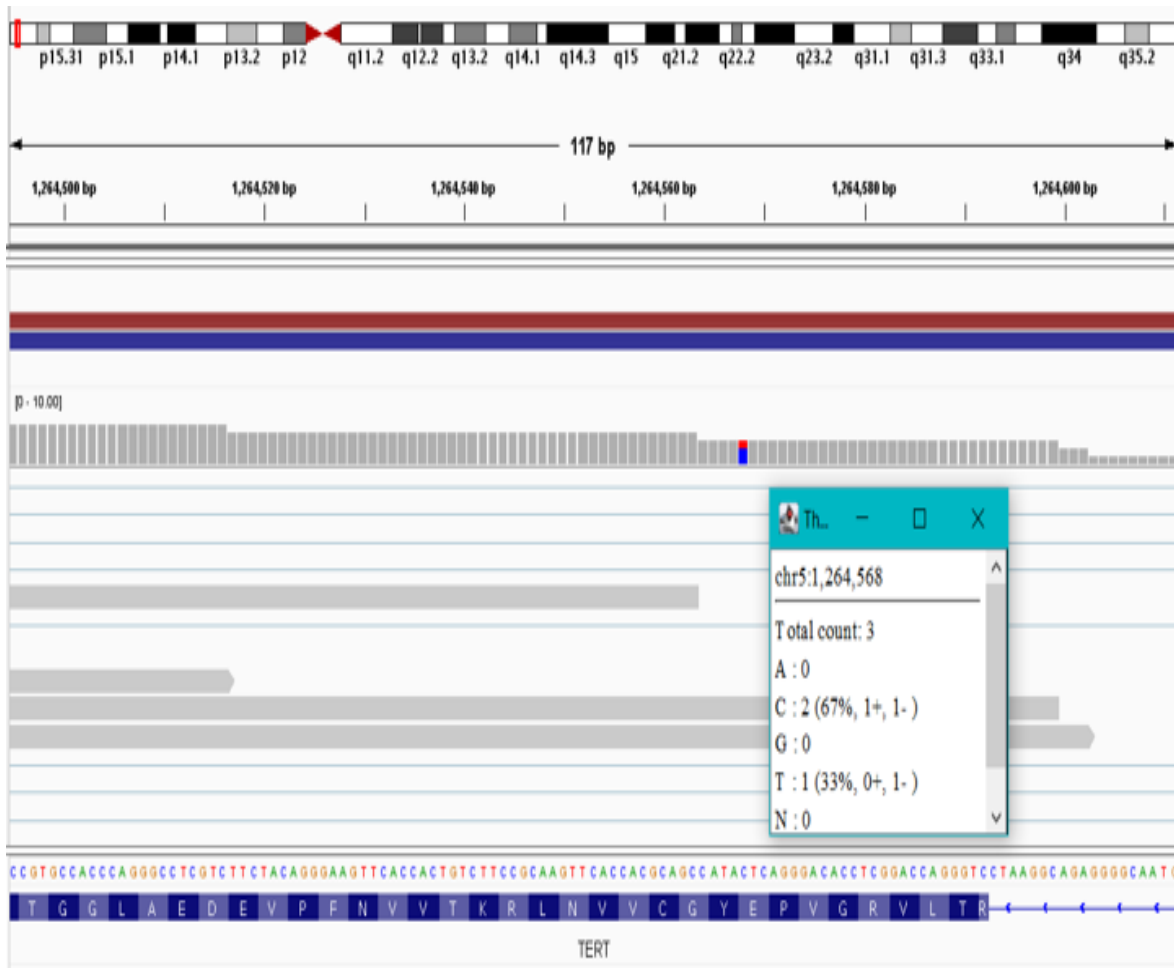 p15.31 p15.1 p14.1 p13.2 p12 q11.2 q12.2 q13.2 q14.1 q14.3 q15 q21.2 q22.2 q23.2 q31.1 q31.3 q33.1 q34 q35.2
117 bp
1,264,500 bp 1,264,520 bp 1,264,540 bp 1,264,560 bp 1,264,580 bp 1,264,600 bp
[0 - 10.00]
Th...
chr5:1,264,568
Total count: 3
A : 0
C : 2 (67%, 1+, 1- )
G : 0
T : 1 (33%, 0+, 1- )
N : 0
CCGTGCCACCCAGGGCCTCGTCTTCTACAGGGAAGTTCACCACTGTCTTCCGCAAGTTCACCACGCAGCCATACTCAGGGACACCTCGGACCAGGGTCCTAAGGCAGAGGGGCAATG
T G G L A E D E V P F N V V T K R L N V V C G Y E P V G R V L T R
TERT